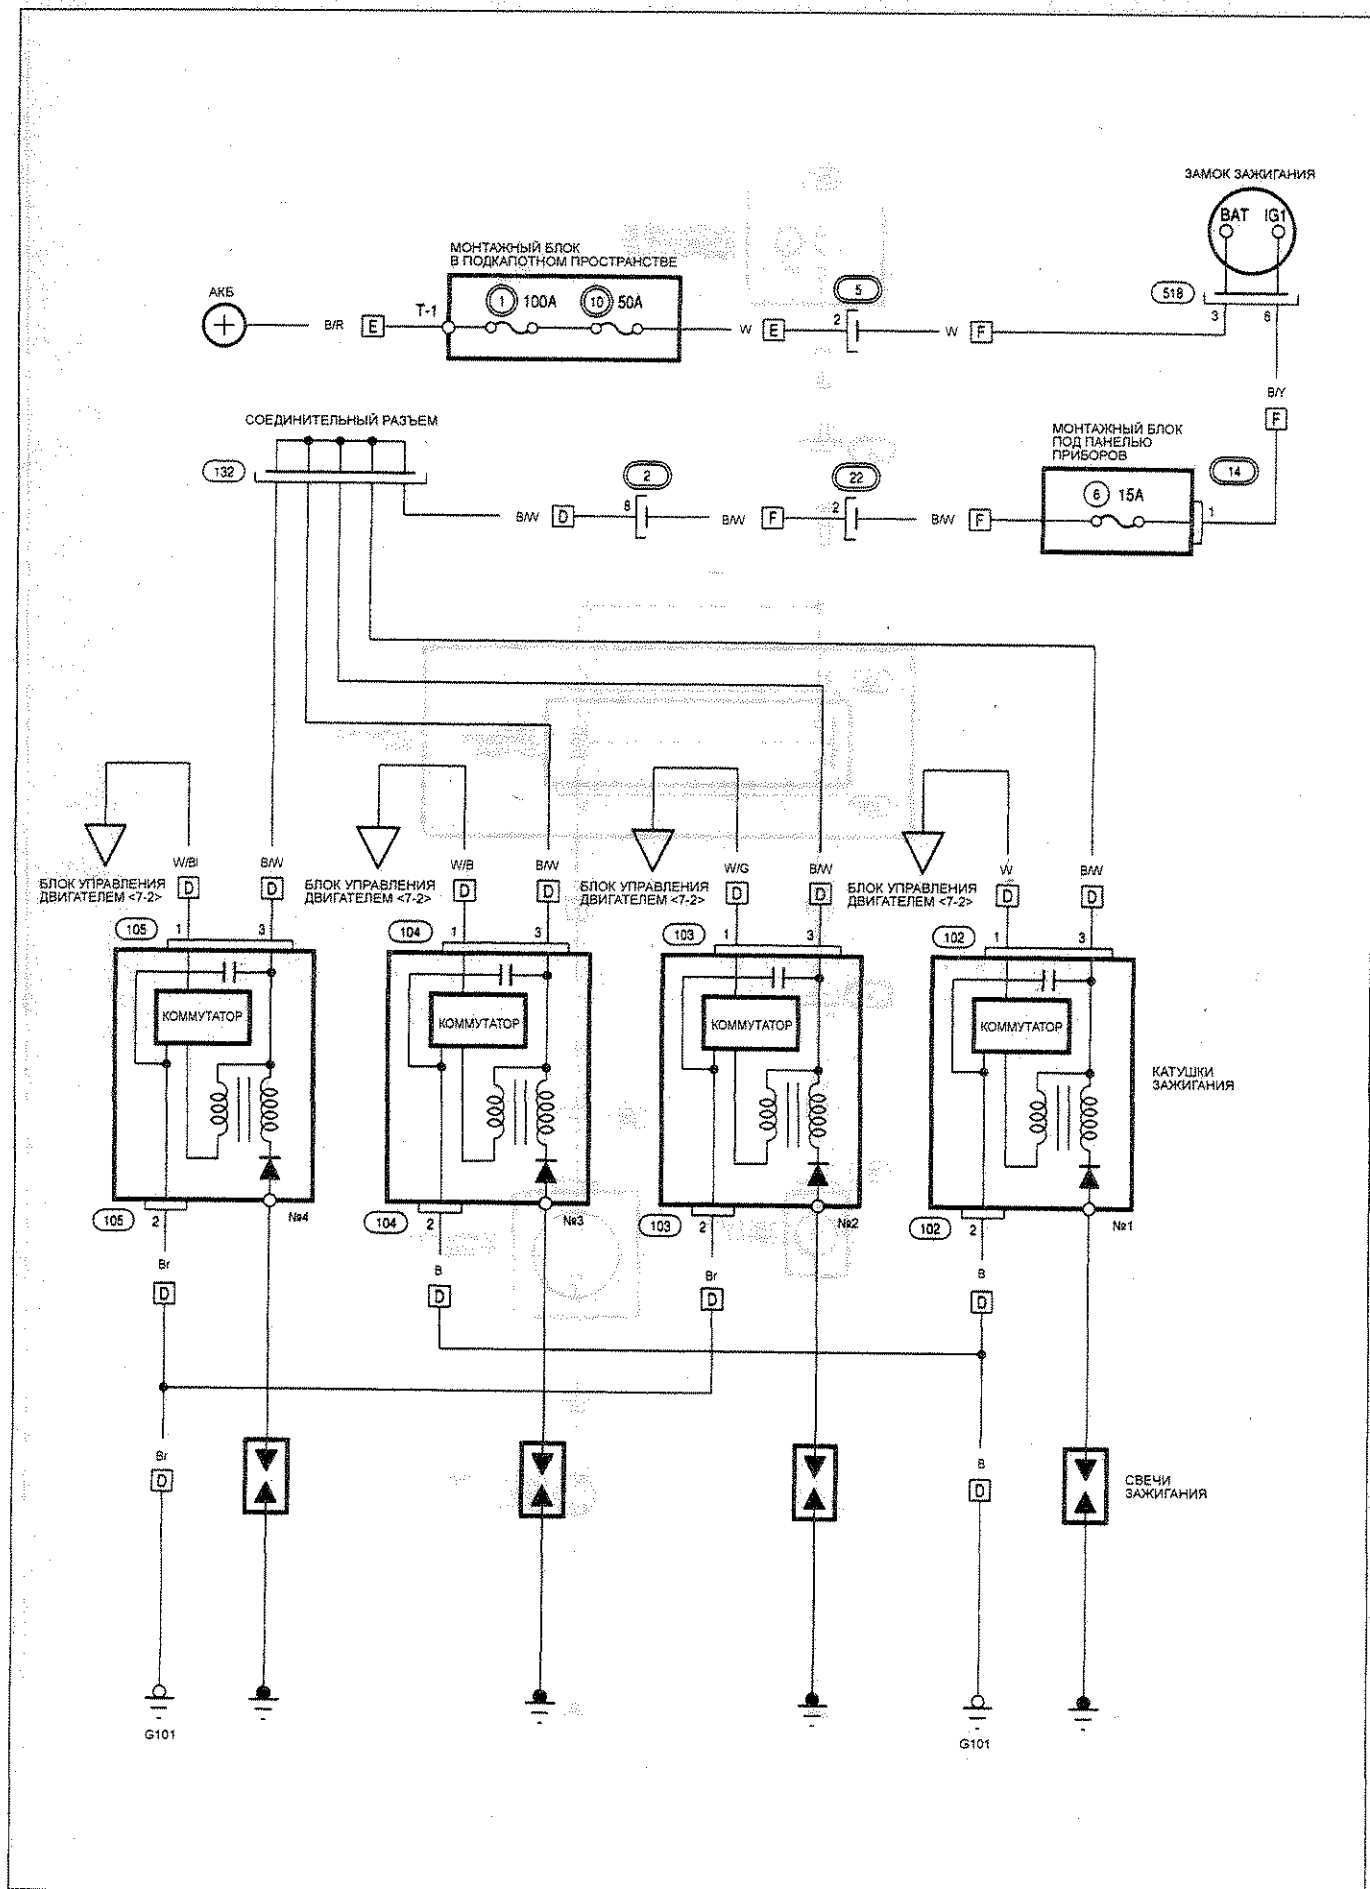 ЗАМОК ЗАЖИГАНИЯ
BAT IG1
МОНТАЖНЫЙ БЛОК
В ПОДКАПОТНОМ ПРОСТРАНСТВЕ
АКБ
B/R E T-1
1 100A 10 50A
W E 2 5
W F
518
3 6
B/Y
F
СОЕДИНИТЕЛЬНЫЙ РАЗЪЕМ
132
B/W D 8 2
B/W F 2 22
B/W F
МОНТАЖНЫЙ БЛОК
ПОД ПАНЕЛЬЮ
ПРИБОРОВ
6 15A
14
1
W/Bl B/W W/B B/W W/G B/W W B/W
D D D D D D D D
БЛОК УПРАВЛЕНИЯ
ДВИГАТЕЛЕМ <7-2>
БЛОК УПРАВЛЕНИЯ
ДВИГАТЕЛЕМ <7-2>
БЛОК УПРАВЛЕНИЯ
ДВИГАТЕЛЕМ <7-2>
БЛОК УПРАВЛЕНИЯ
ДВИГАТЕЛЕМ <7-2>
105 1 3 104 1 3 103 1 3 102 1 3
КОММУТАТОР КОММУТАТОР КОММУТАТОР КОММУТАТОР
КАТУШКИ
ЗАЖИГАНИЯ
105 2 №4 104 2 №3 103 2 №2 102 2 №1
Br B Br B
D D D D
Br B
D D
СВЕЧИ
ЗАЖИГАНИЯ
G101 G101